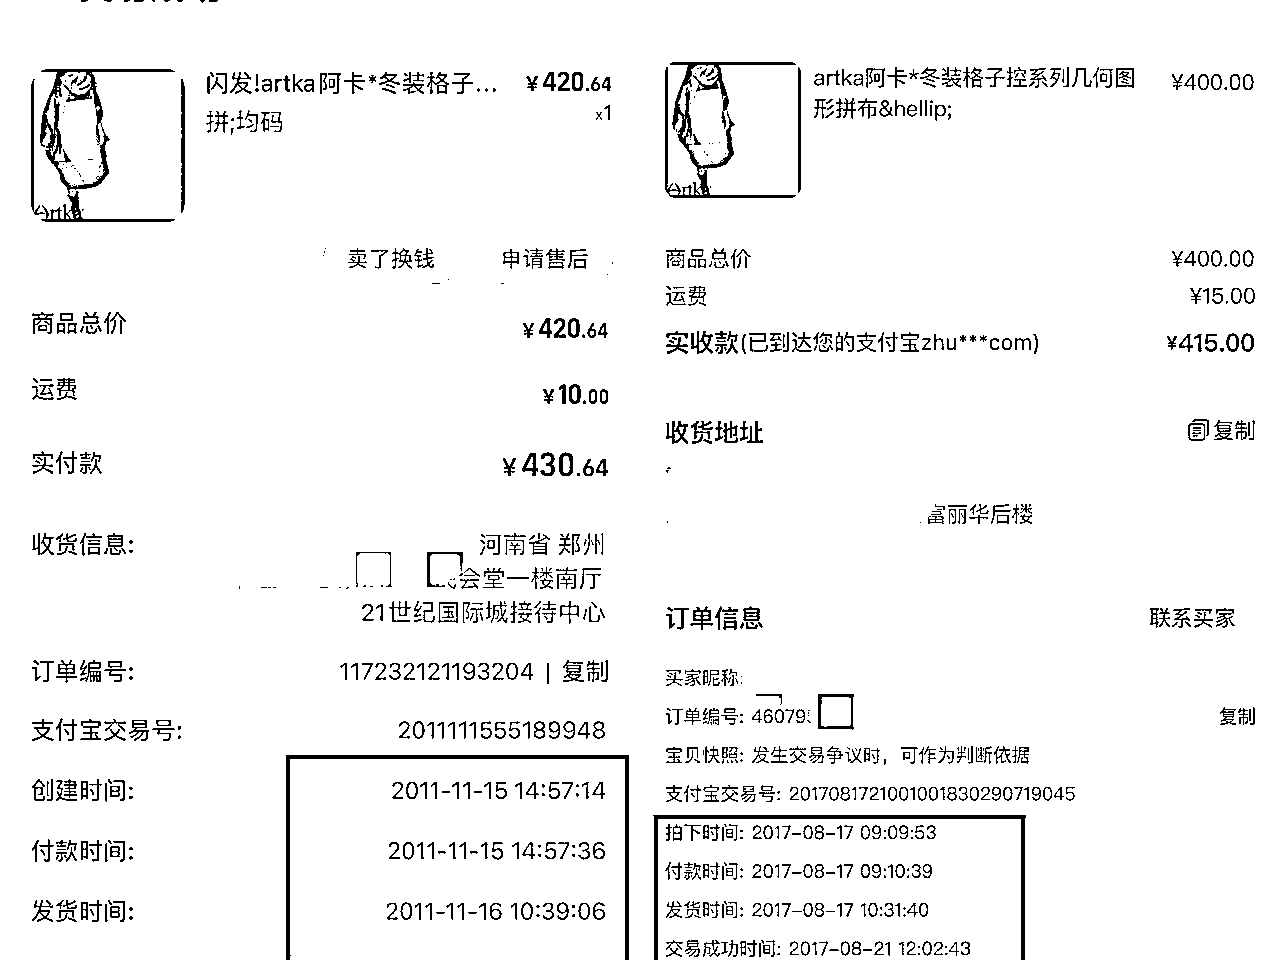 闪发!artka阿卡*冬装格子... ¥420.64
拼;均码 x1
Artka
卖了换钱 申请售后
商品总价 ¥420.64
运费 ¥10.00
实付款 ¥430.64
收货信息: 河南省 郑州
会堂一楼南厅
21世纪国际城接待中心
订单编号: 117232121193204 | 复制
支付宝交易号: 2011111555189948
创建时间: 2011-11-15 14:57:14
付款时间: 2011-11-15 14:57:36
发货时间: 2011-11-16 10:39:06
artka阿卡*冬装格子控系列几何图 ¥400.00
形拼布&hellip;
Artka
商品总价 ¥400.00
运费 ¥15.00
实收款(已到达您的支付宝zhu***com) ¥415.00
收货地址 复制
富丽华后楼
订单信息 联系买家
买家昵称:
订单编号: 46079 复制
宝贝快照: 发生交易争议时，可作为判断依据
支付宝交易号: 2017081721001001830290719045
拍下时间: 2017-08-17 09:09:53
付款时间: 2017-08-17 09:10:39
发货时间: 2017-08-17 10:31:40
交易成功时间: 2017-08-21 12:02:43